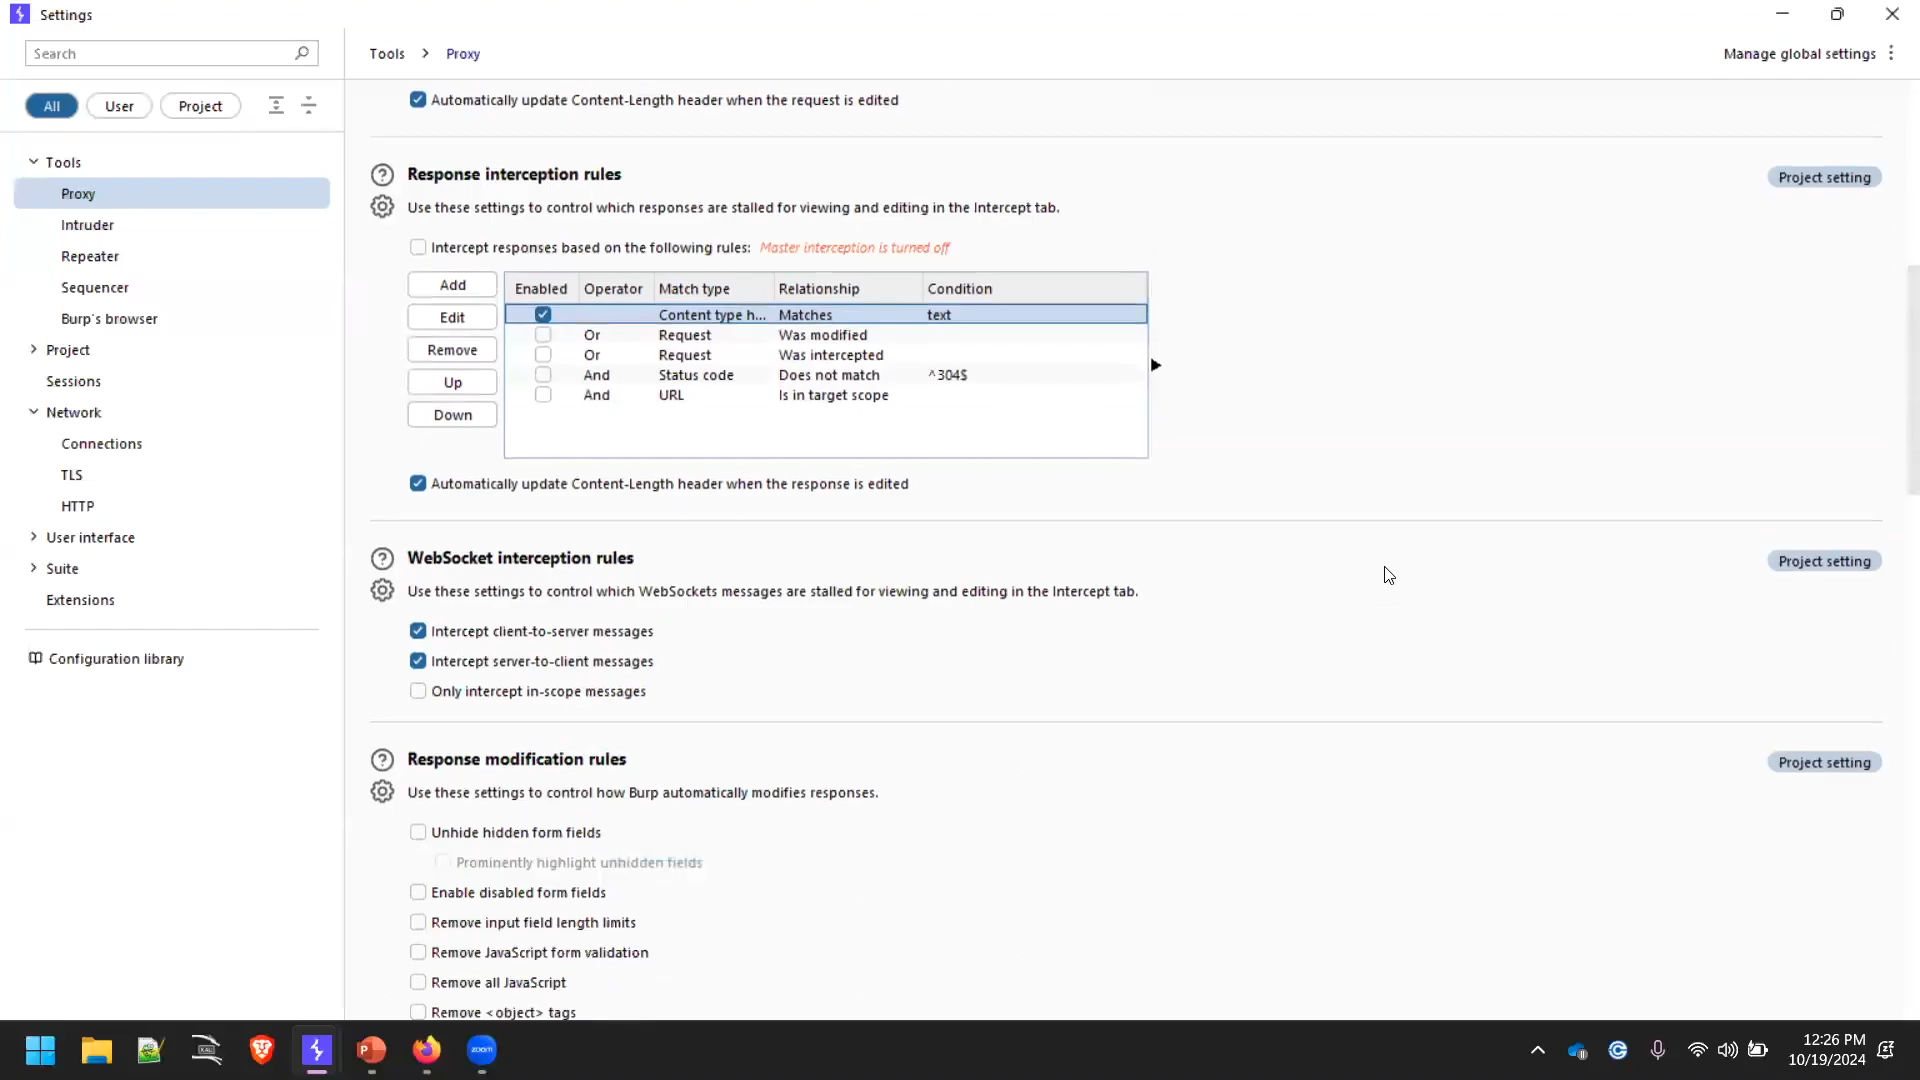 Settings
Search
All User Project
Tools
Proxy
Intruder
Repeater
Sequencer
Burp's browser
Project
Sessions
Network
Connections
TLS
HTTP
User interface
Suite
Extensions
Configuration library
Tools > Proxy
Manage global settings
Automatically update Content-Length header when the request is edited
Response interception rules
Project setting
Use these settings to control which responses are stalled for viewing and editing in the Intercept tab.
Intercept responses based on the following rules: Master interception is turned off
Add
Edit
Remove
Up
Down
Enabled Operator Match type Relationship Condition
Content type h... Matches text
Or Request Was modified
Or Request Was intercepted
And Status code Does not match ^304$
And URL Is in target scope
Automatically update Content-Length header when the response is edited
WebSocket interception rules
Project setting
Use these settings to control which WebSockets messages are stalled for viewing and editing in the Intercept tab.
Intercept client-to-server messages
Intercept server-to-client messages
Only intercept in-scope messages
Response modification rules
Project setting
Use these settings to control how Burp automatically modifies responses.
Unhide hidden form fields
Prominently highlight unhidden fields
Enable disabled form fields
Remove input field length limits
Remove JavaScript form validation
Remove all JavaScript
Remove <object> tags
zoom
12:26 PM
10/19/2024